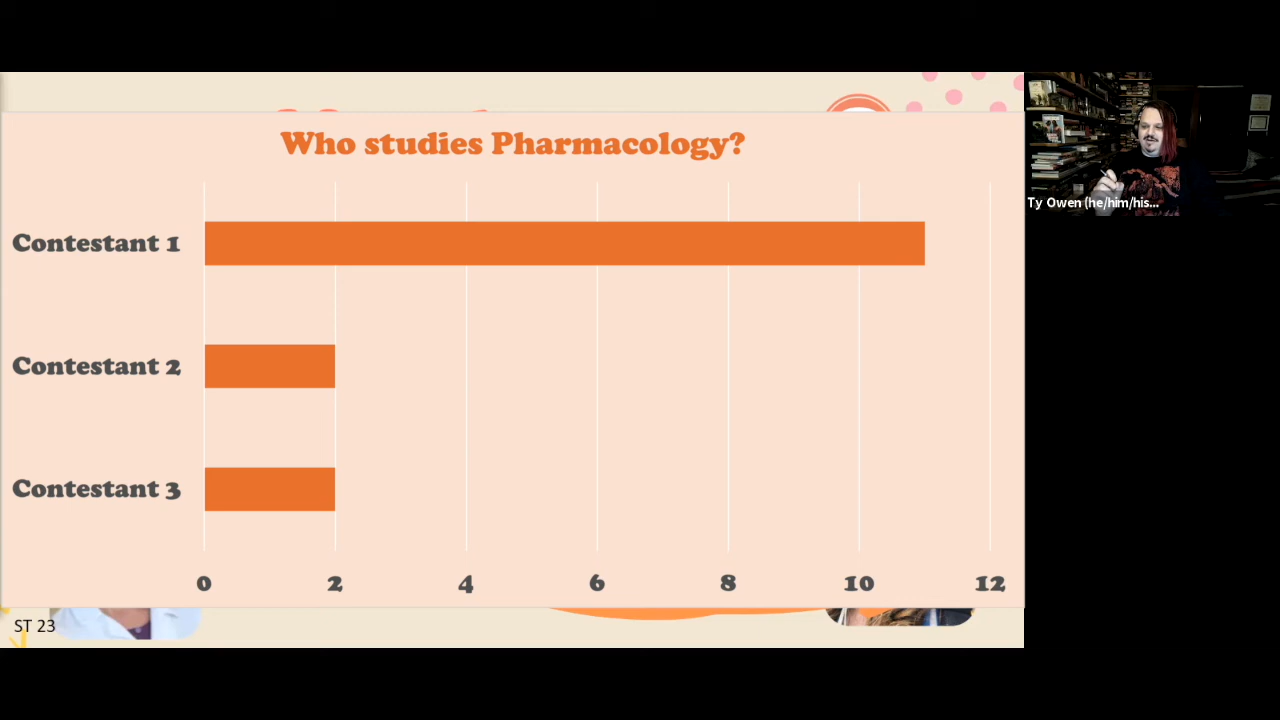 Who studies Pharmacology?
Contestant 1
Contestant 2
Contestant 3
0 2 4 6 8 10 12
ST 23
Ty Owen (he/him/his...